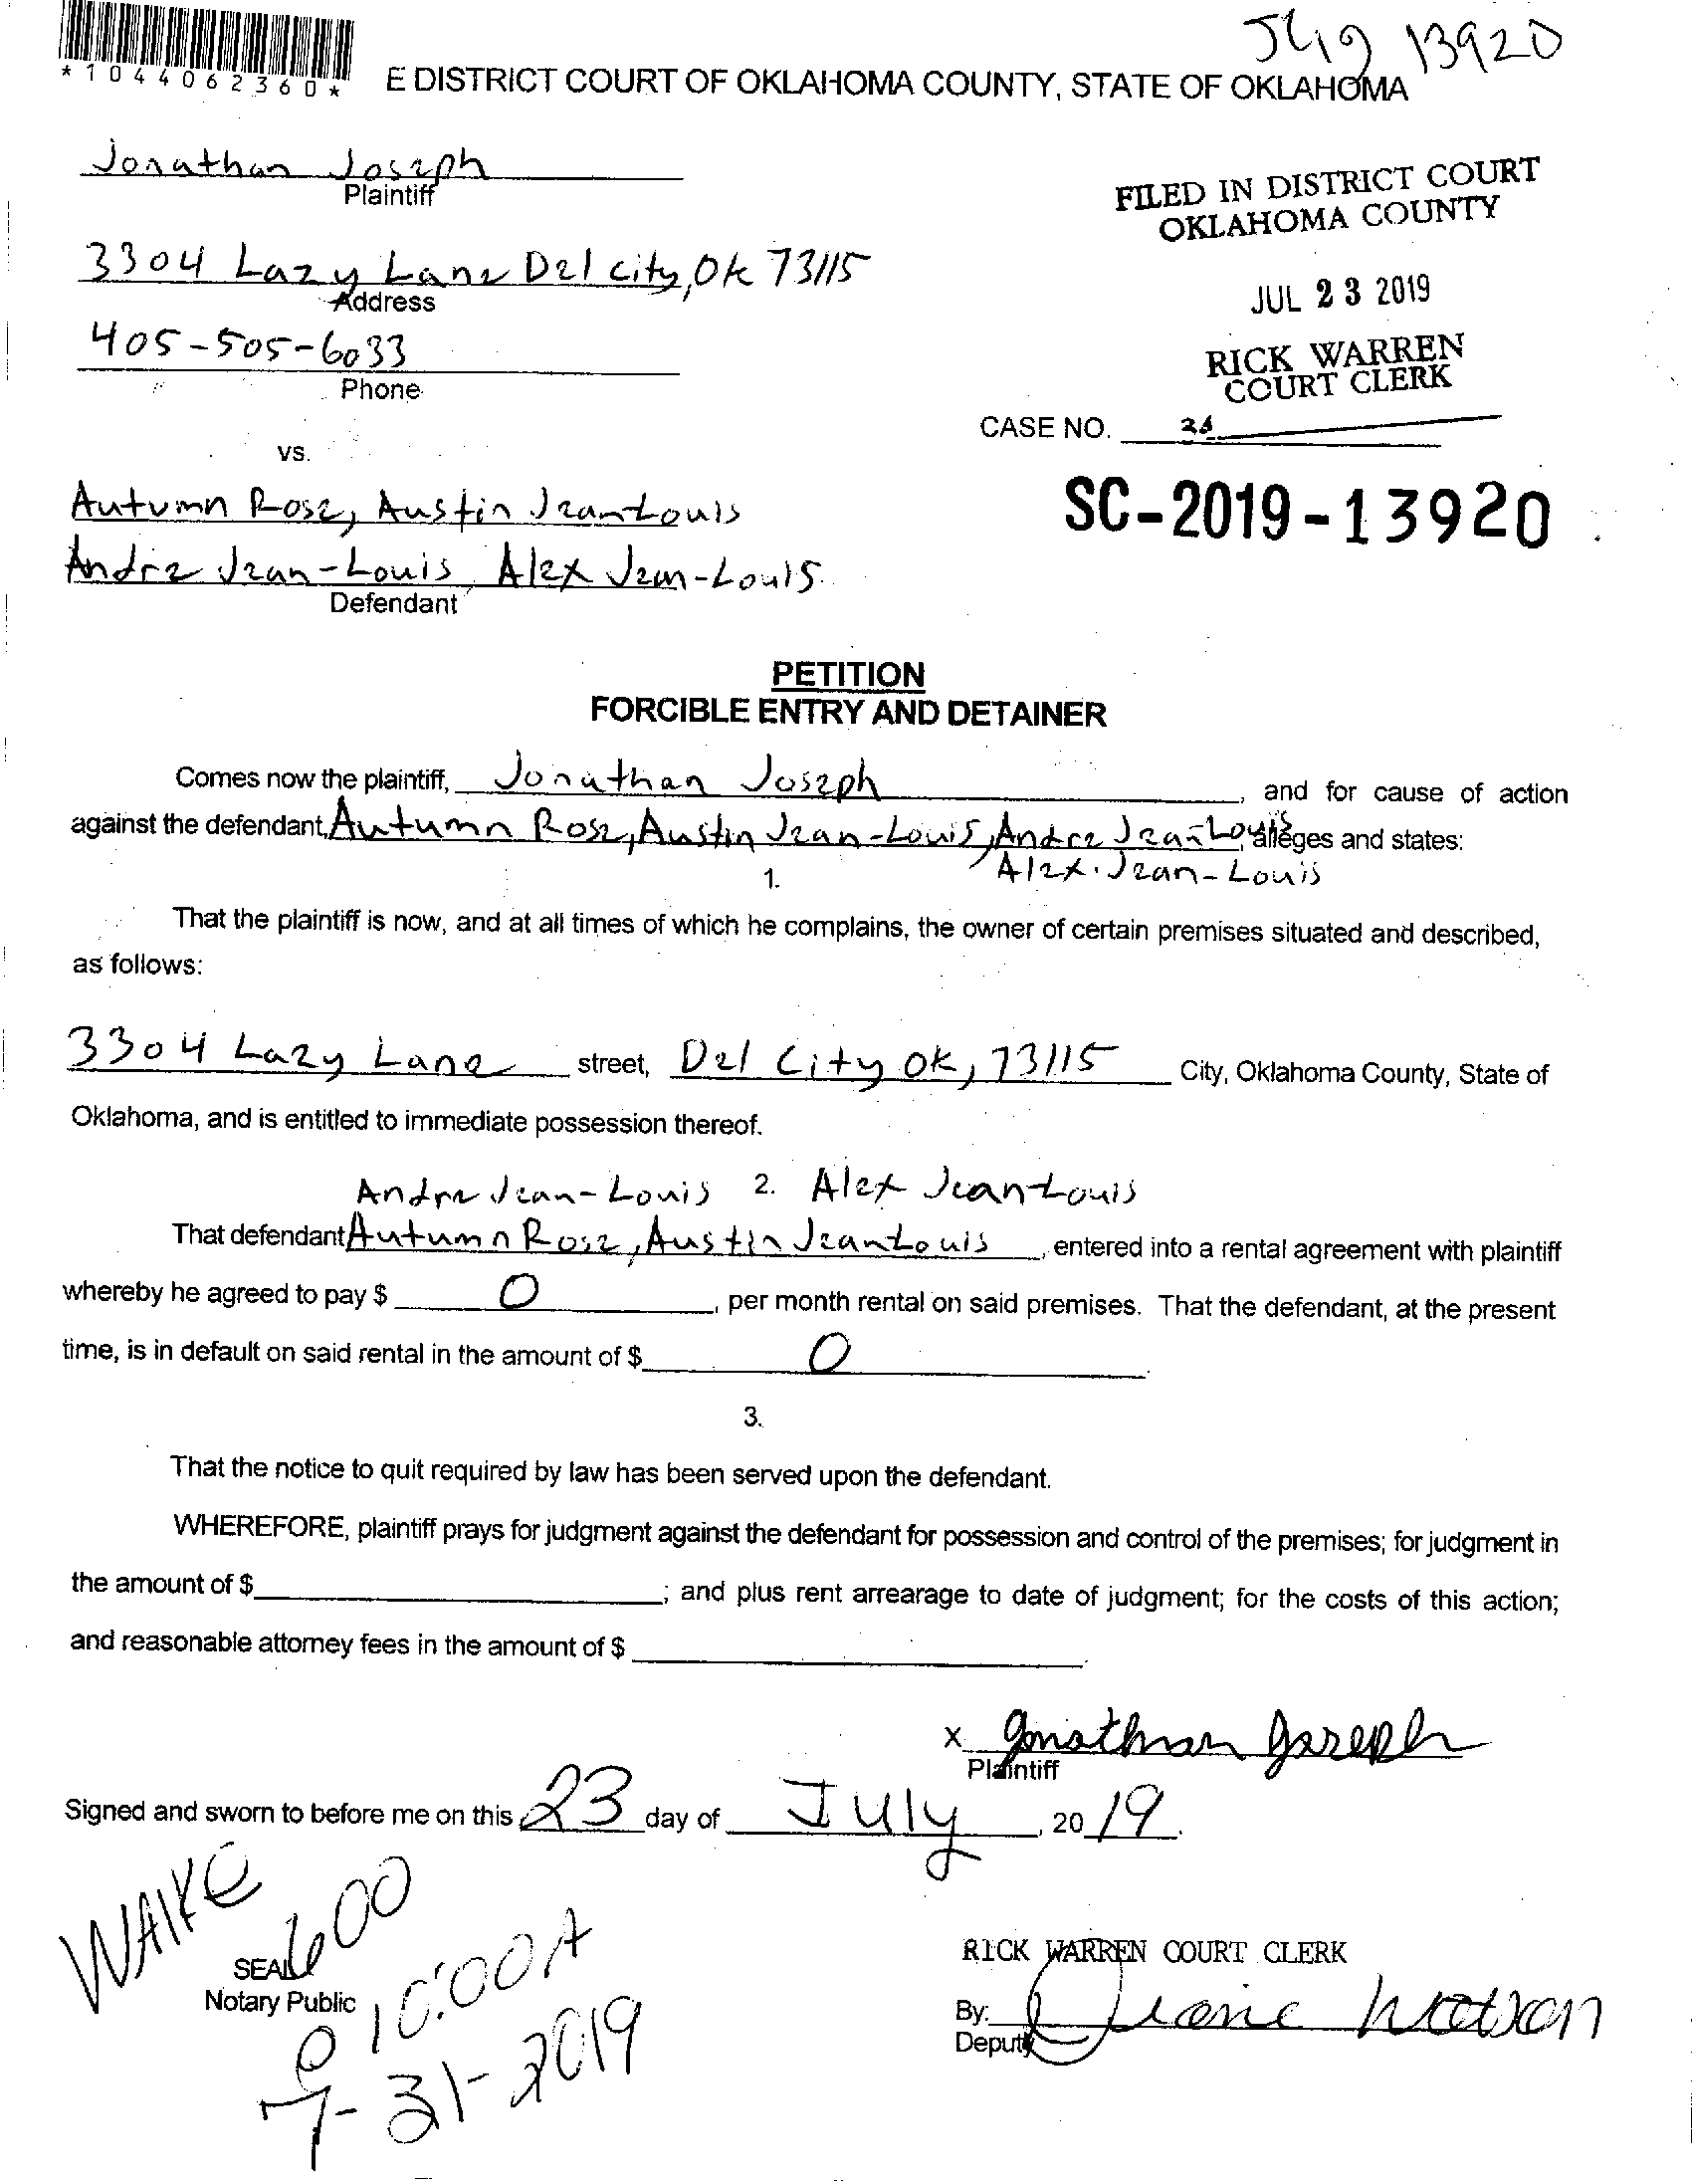 JU19 13920
*1044062360*
E DISTRICT COURT OF OKLAHOMA COUNTY, STATE OF OKLAHOMA
Jonathan Joseph
Plaintiff
FILED IN DISTRICT COURT
OKLAHOMA COUNTY
3304 Lazy Lane Del city, Ok 73115
Address
JUL 23 2019
405-505-6033
Phone
RICK WARREN
COURT CLERK
CASE NO.
vs.
Autumn Rose, Austin Jean-Louis
SC-2019-13920
Andre Jean-Louis, Alex Jean-Louis
Defendant
PETITION
FORCIBLE ENTRY AND DETAINER
Comes now the plaintiff, Jonathan Joseph, and for cause of action
against the defendant, Autumn Rose, Austin Jean-Louis, Andre Jean-Louis, alleges and states:
Alex Jean-Louis
1.
That the plaintiff is now, and at all times of which he complains, the owner of certain premises situated and described,
as follows:
3304 Lazy Lane street, Del City Ok, 73115 City, Oklahoma County, State of
Oklahoma, and is entitled to immediate possession thereof.
Andre Jean-Louis 2. Alex Jean-Louis
That defendant Autumn Rose, Austin Jean-Louis, entered into a rental agreement with plaintiff
whereby he agreed to pay $ 0, per month rental on said premises. That the defendant, at the present
time, is in default on said rental in the amount of $ 0.
3.
That the notice to quit required by law has been served upon the defendant.
WHEREFORE, plaintiff prays for judgment against the defendant for possession and control of the premises; for judgment in
the amount of $; and plus rent arrearage to date of judgment; for the costs of this action;
and reasonable attorney fees in the amount of $.
x Jonathan Joseph
Plaintiff
Signed and sworn to before me on this 23 day of July, 2019.
600
SEAL
Notary Public
@ 10:00A
7-31-2019
RICK WARREN COURT CLERK
By: Watson
Deputy